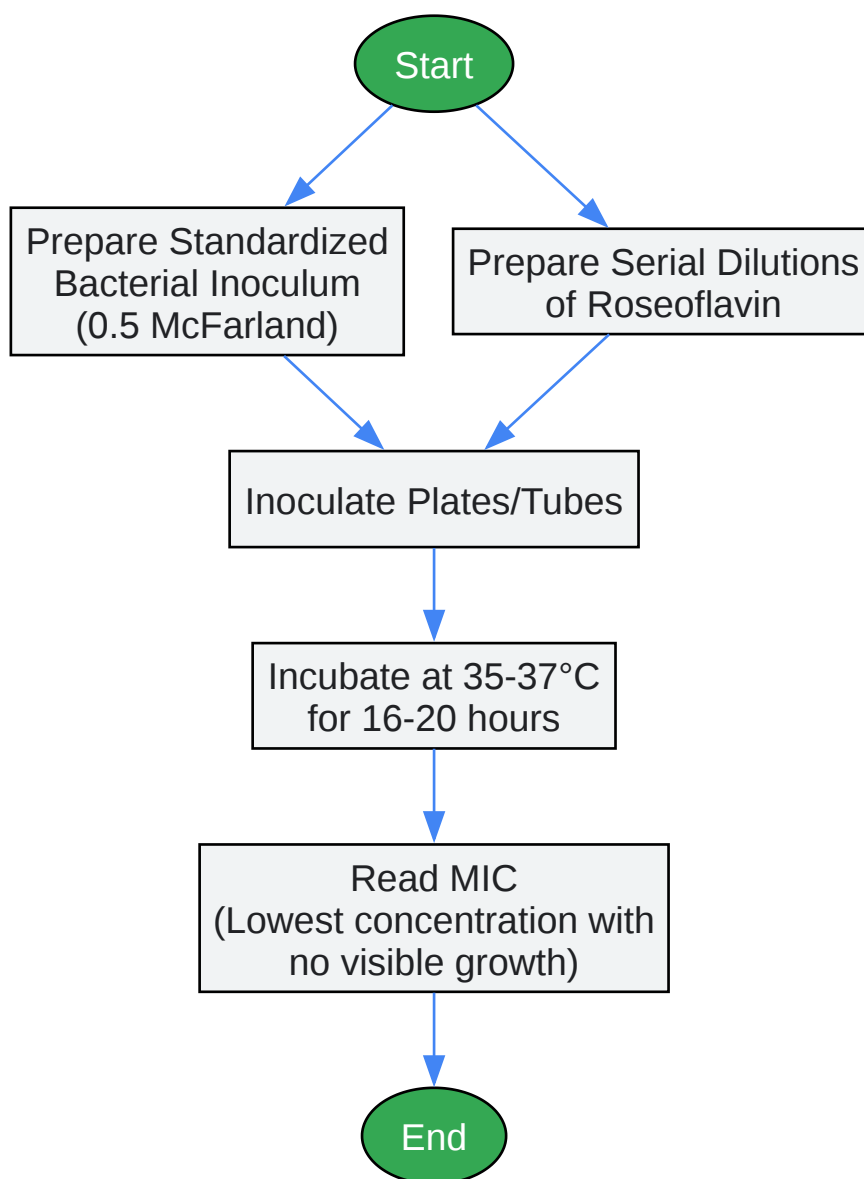 Start
Prepare Standardized
Bacterial Inoculum
(0.5 McFarland)
Prepare Serial Dilutions
of Roseoflavin
Inoculate Plates/Tubes
Incubate at 35-37°C
for 16-20 hours
Read MIC
(Lowest concentration with
no visible growth)
End